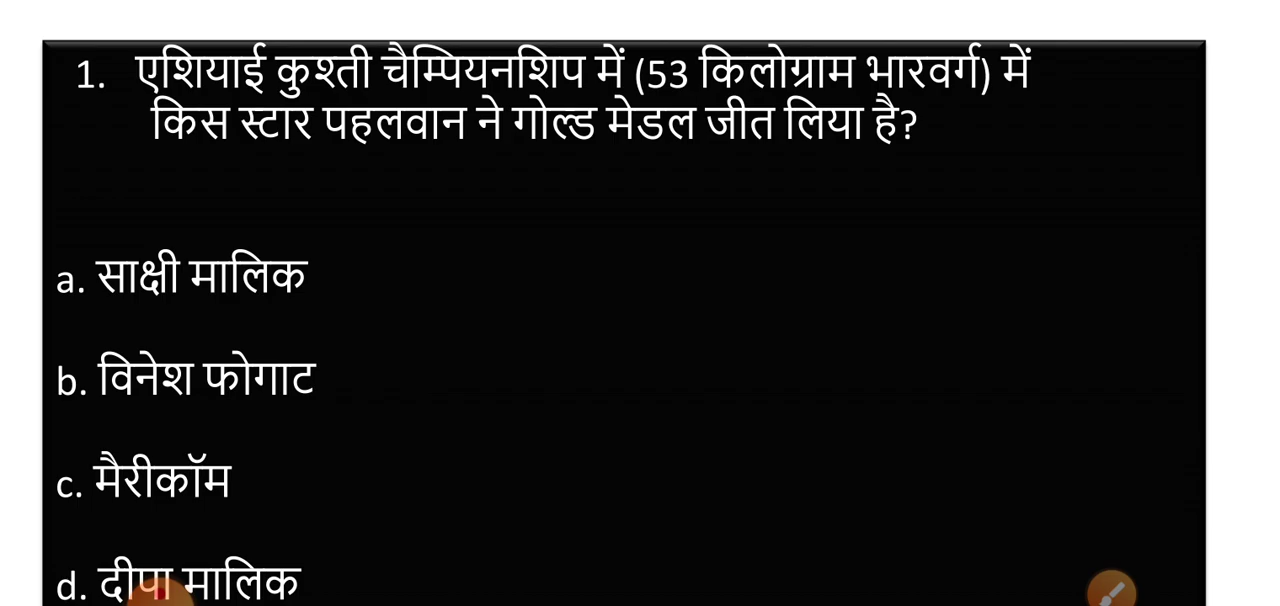 1. एशियाई कुश्ती चैम्पियनशिप में (53 किलोग्राम भारवर्ग) में
किस स्टार पहलवान ने गोल्ड मेडल जीत लिया है?
a. साक्षी मालिक
b. विनेश फोगाट
c. मैरीकॉम
d. दीपा मालिक